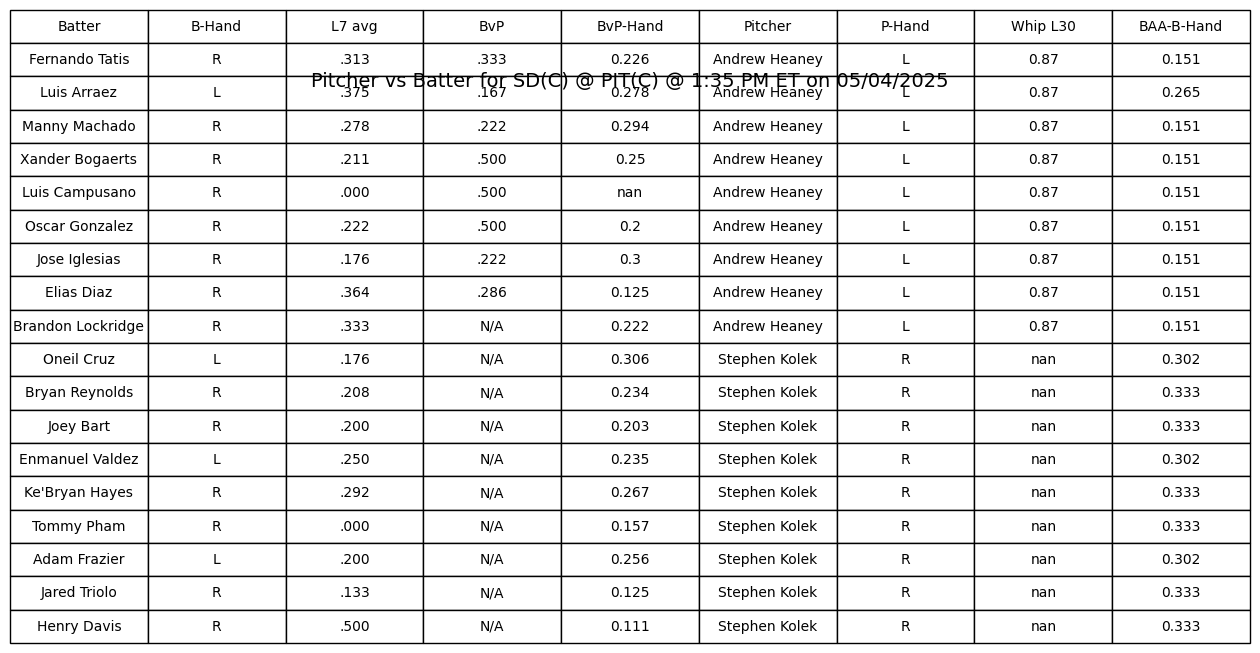 Batter B-Hand L7 avg BvP BvP-Hand Pitcher P-Hand Whip L30 BAA-B-Hand
Fernando Tatis R .313 .333 0.226 Andrew Heaney L 0.87 0.151
Pitcher vs Batter for SD(C) @ PIT(C) @ 1:35 PM ET on 05/04/2025
Luis Arraez L .375 .167 0.278 Andrew Heaney L 0.87 0.265
Manny Machado R .278 .222 0.294 Andrew Heaney L 0.87 0.151
Xander Bogaerts R .211 .500 0.25 Andrew Heaney L 0.87 0.151
Luis Campusano R .000 .500 nan Andrew Heaney L 0.87 0.151
Oscar Gonzalez R .222 .500 0.2 Andrew Heaney L 0.87 0.151
Jose Iglesias R .176 .222 0.3 Andrew Heaney L 0.87 0.151
Elias Diaz R .364 .286 0.125 Andrew Heaney L 0.87 0.151
Brandon Lockridge R .333 N/A 0.222 Andrew Heaney L 0.87 0.151
Oneil Cruz L .176 N/A 0.306 Stephen Kolek R nan 0.302
Bryan Reynolds R .208 N/A 0.234 Stephen Kolek R nan 0.333
Joey Bart R .200 N/A 0.203 Stephen Kolek R nan 0.333
Enmanuel Valdez L .250 N/A 0.235 Stephen Kolek R nan 0.302
Ke'Bryan Hayes R .292 N/A 0.267 Stephen Kolek R nan 0.333
Tommy Pham R .000 N/A 0.157 Stephen Kolek R nan 0.333
Adam Frazier L .200 N/A 0.256 Stephen Kolek R nan 0.302
Jared Triolo R .133 N/A 0.125 Stephen Kolek R nan 0.333
Henry Davis R .500 N/A 0.111 Stephen Kolek R nan 0.333